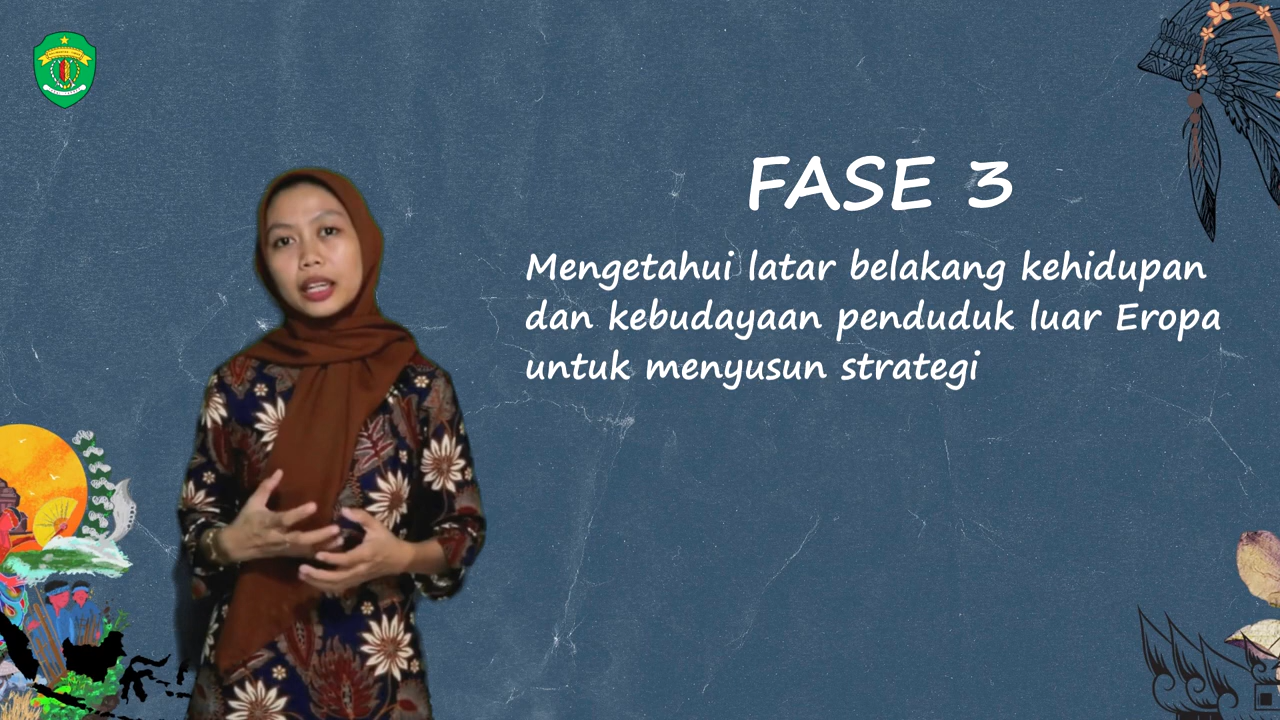 FASE 3
Mengetahui latar belakang kehidupan
dan kebudayaan penduduk luar Eropa
untuk menyusun strategi